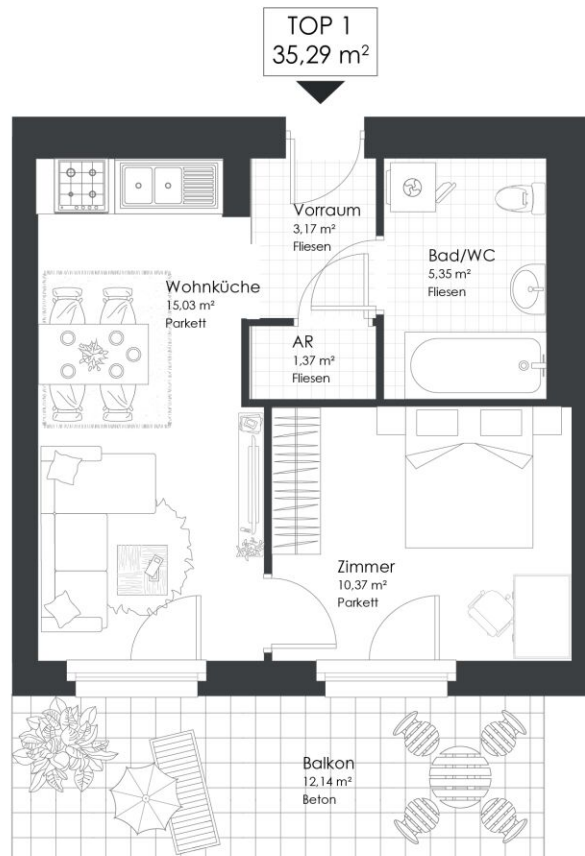 TOP 1
35,29 m²
Vorraum
3,17 m²
Fliesen
Bad/WC
5,35 m²
Fliesen
Wohnküche
15,03 m²
Parkett
AR
1,37 m²
Fliesen
Zimmer
10,37 m²
Parkett
Balkon
12,14 m²
Beton